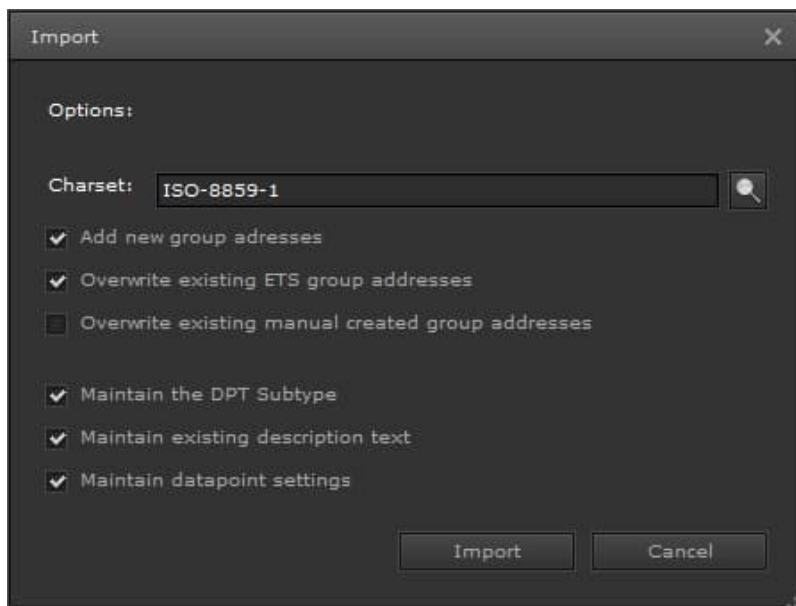 Import
Options:
Charset: ISO-8859-1
Add new group adresses
Overwrite existing ETS group addresses
Overwrite existing manual created group addresses
Maintain the DPT Subtype
Maintain existing description text
Maintain datapoint settings
Import Cancel